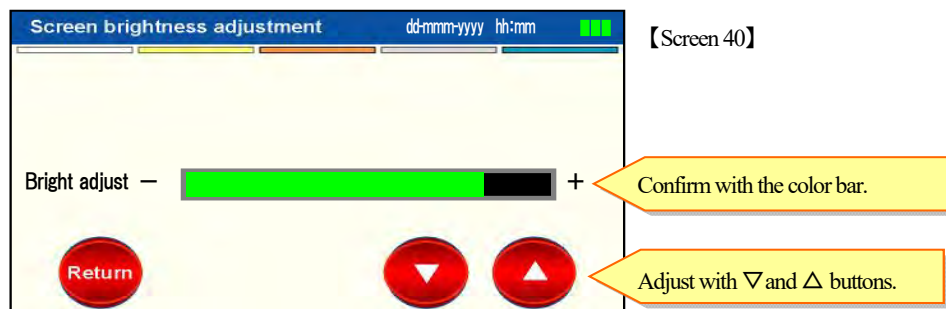 Screen brightness adjustment dd-mmm-yyyy hh:mm
【Screen 40】
Bright adjust − +
Confirm with the color bar.
Return ▼ ▲
Adjust with ▽ and △ buttons.